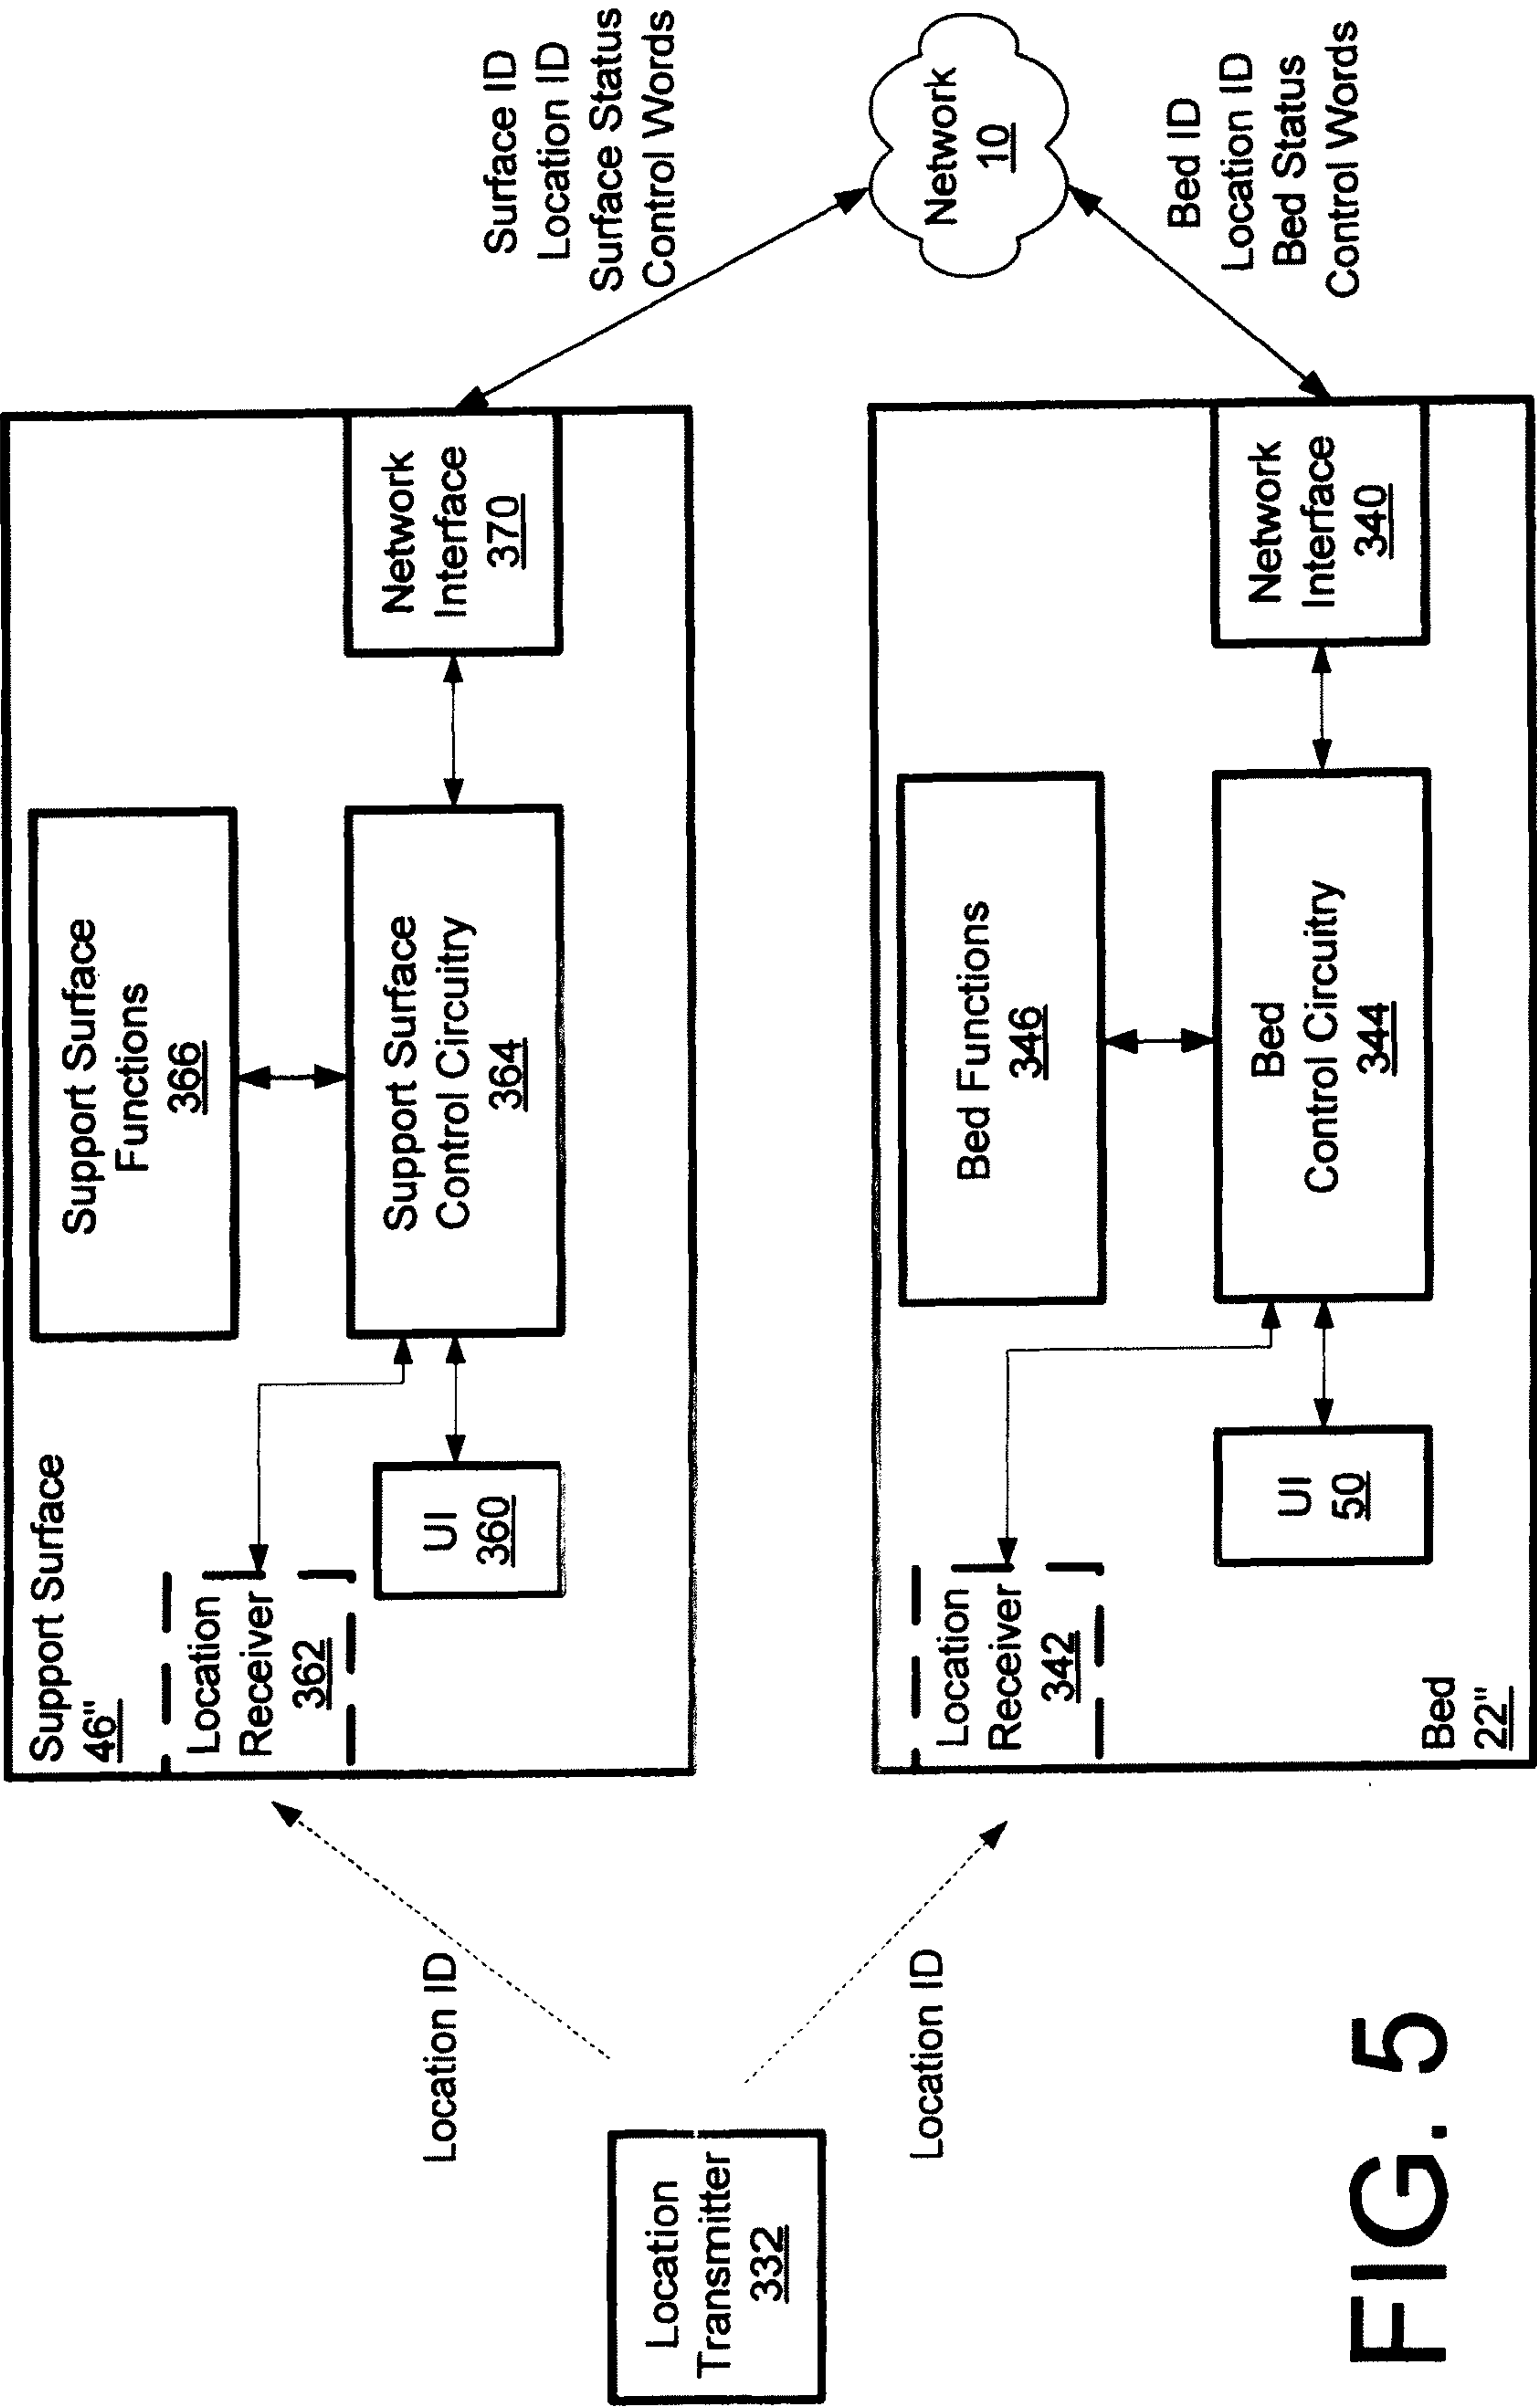 Support Surface
46"
Location
Receiver
362
UI
360
Support Surface
Functions
366
Support Surface
Control Circuitry
364
Network
Interface
370
Surface ID
Location ID
Surface Status
Control Words
Location ID
Location
Transmitter
332
Location ID
Network
10
Location
Receiver
342
UI
50
Bed Functions
346
Bed
Control Circuitry
344
Network
Interface
340
Bed
22"
Bed ID
Location ID
Bed Status
Control Words
FIG. 5